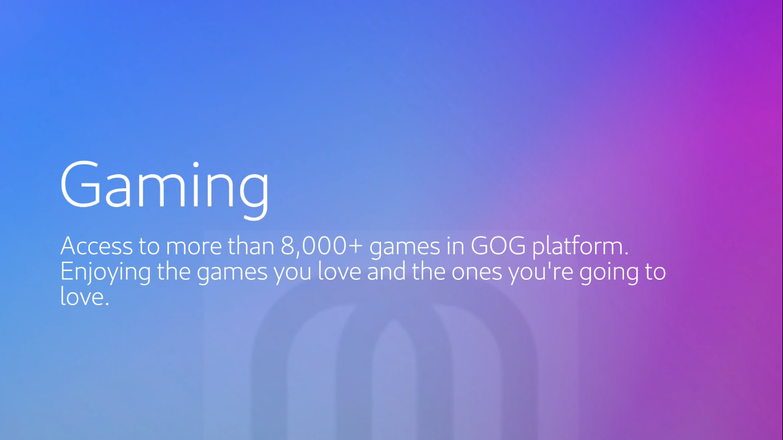 Gaming
Access to more than 8,000+ games in GOG platform.
Enjoying the games you love and the ones you're going to
love.